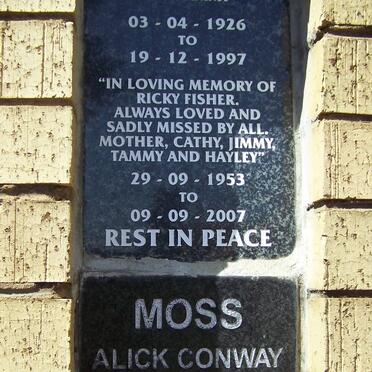 03 - 04 - 1926
TO
19 - 12 - 1997
“IN LOVING MEMORY OF
RICKY FISHER.
ALWAYS LOVED AND
SADLY MISSED BY ALL.
MOTHER, CATHY, JIMMY,
TAMMY AND HAYLEY”
29 - 09 - 1953
TO
09 - 09 - 2007
REST IN PEACE
MOSS
ALICK CONWAY